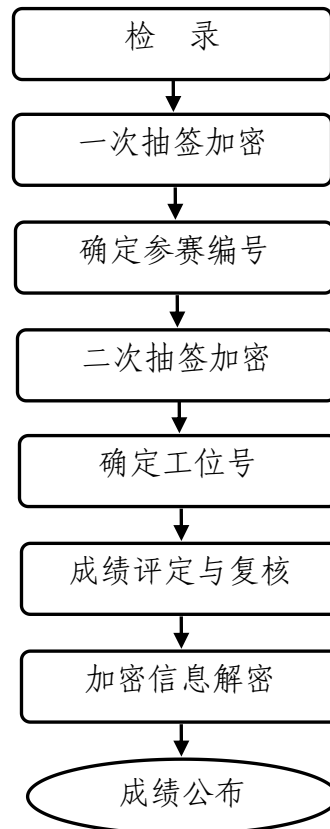 检 录
一次抽签加密
确定参赛编号
二次抽签加密
确定工位号
成绩评定与复核
加密信息解密
成绩公布